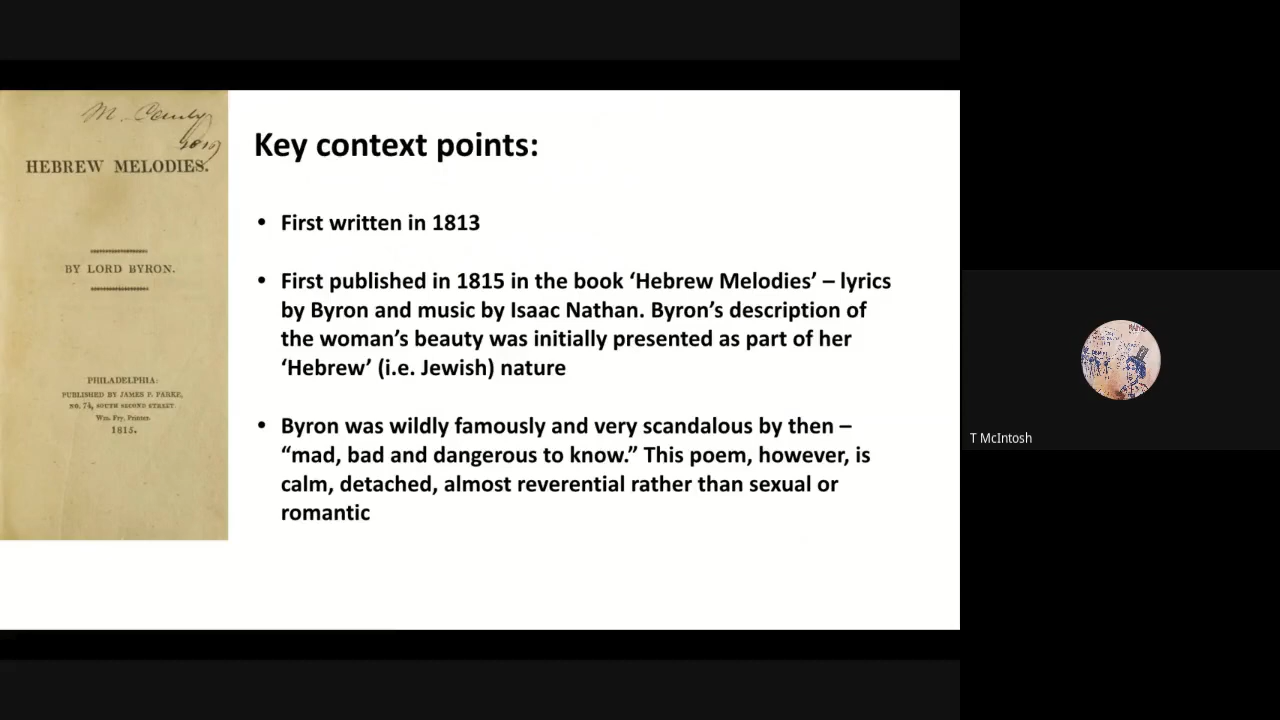 HEBREW MELODIES.
BY LORD BYRON.
PHILADELPHIA:
PUBLISHED BY JAMES P. PARKE,
NO. 74, SOUTH SECOND STREET.
Wm. Fry, Printer.
1815.
Key context points:
• First written in 1813
• First published in 1815 in the book ‘Hebrew Melodies’ – lyrics
by Byron and music by Isaac Nathan. Byron’s description of
the woman’s beauty was initially presented as part of her
‘Hebrew’ (i.e. Jewish) nature
• Byron was wildly famously and very scandalous by then –
“mad, bad and dangerous to know.” This poem, however, is
calm, detached, almost reverential rather than sexual or
romantic
T McIntosh